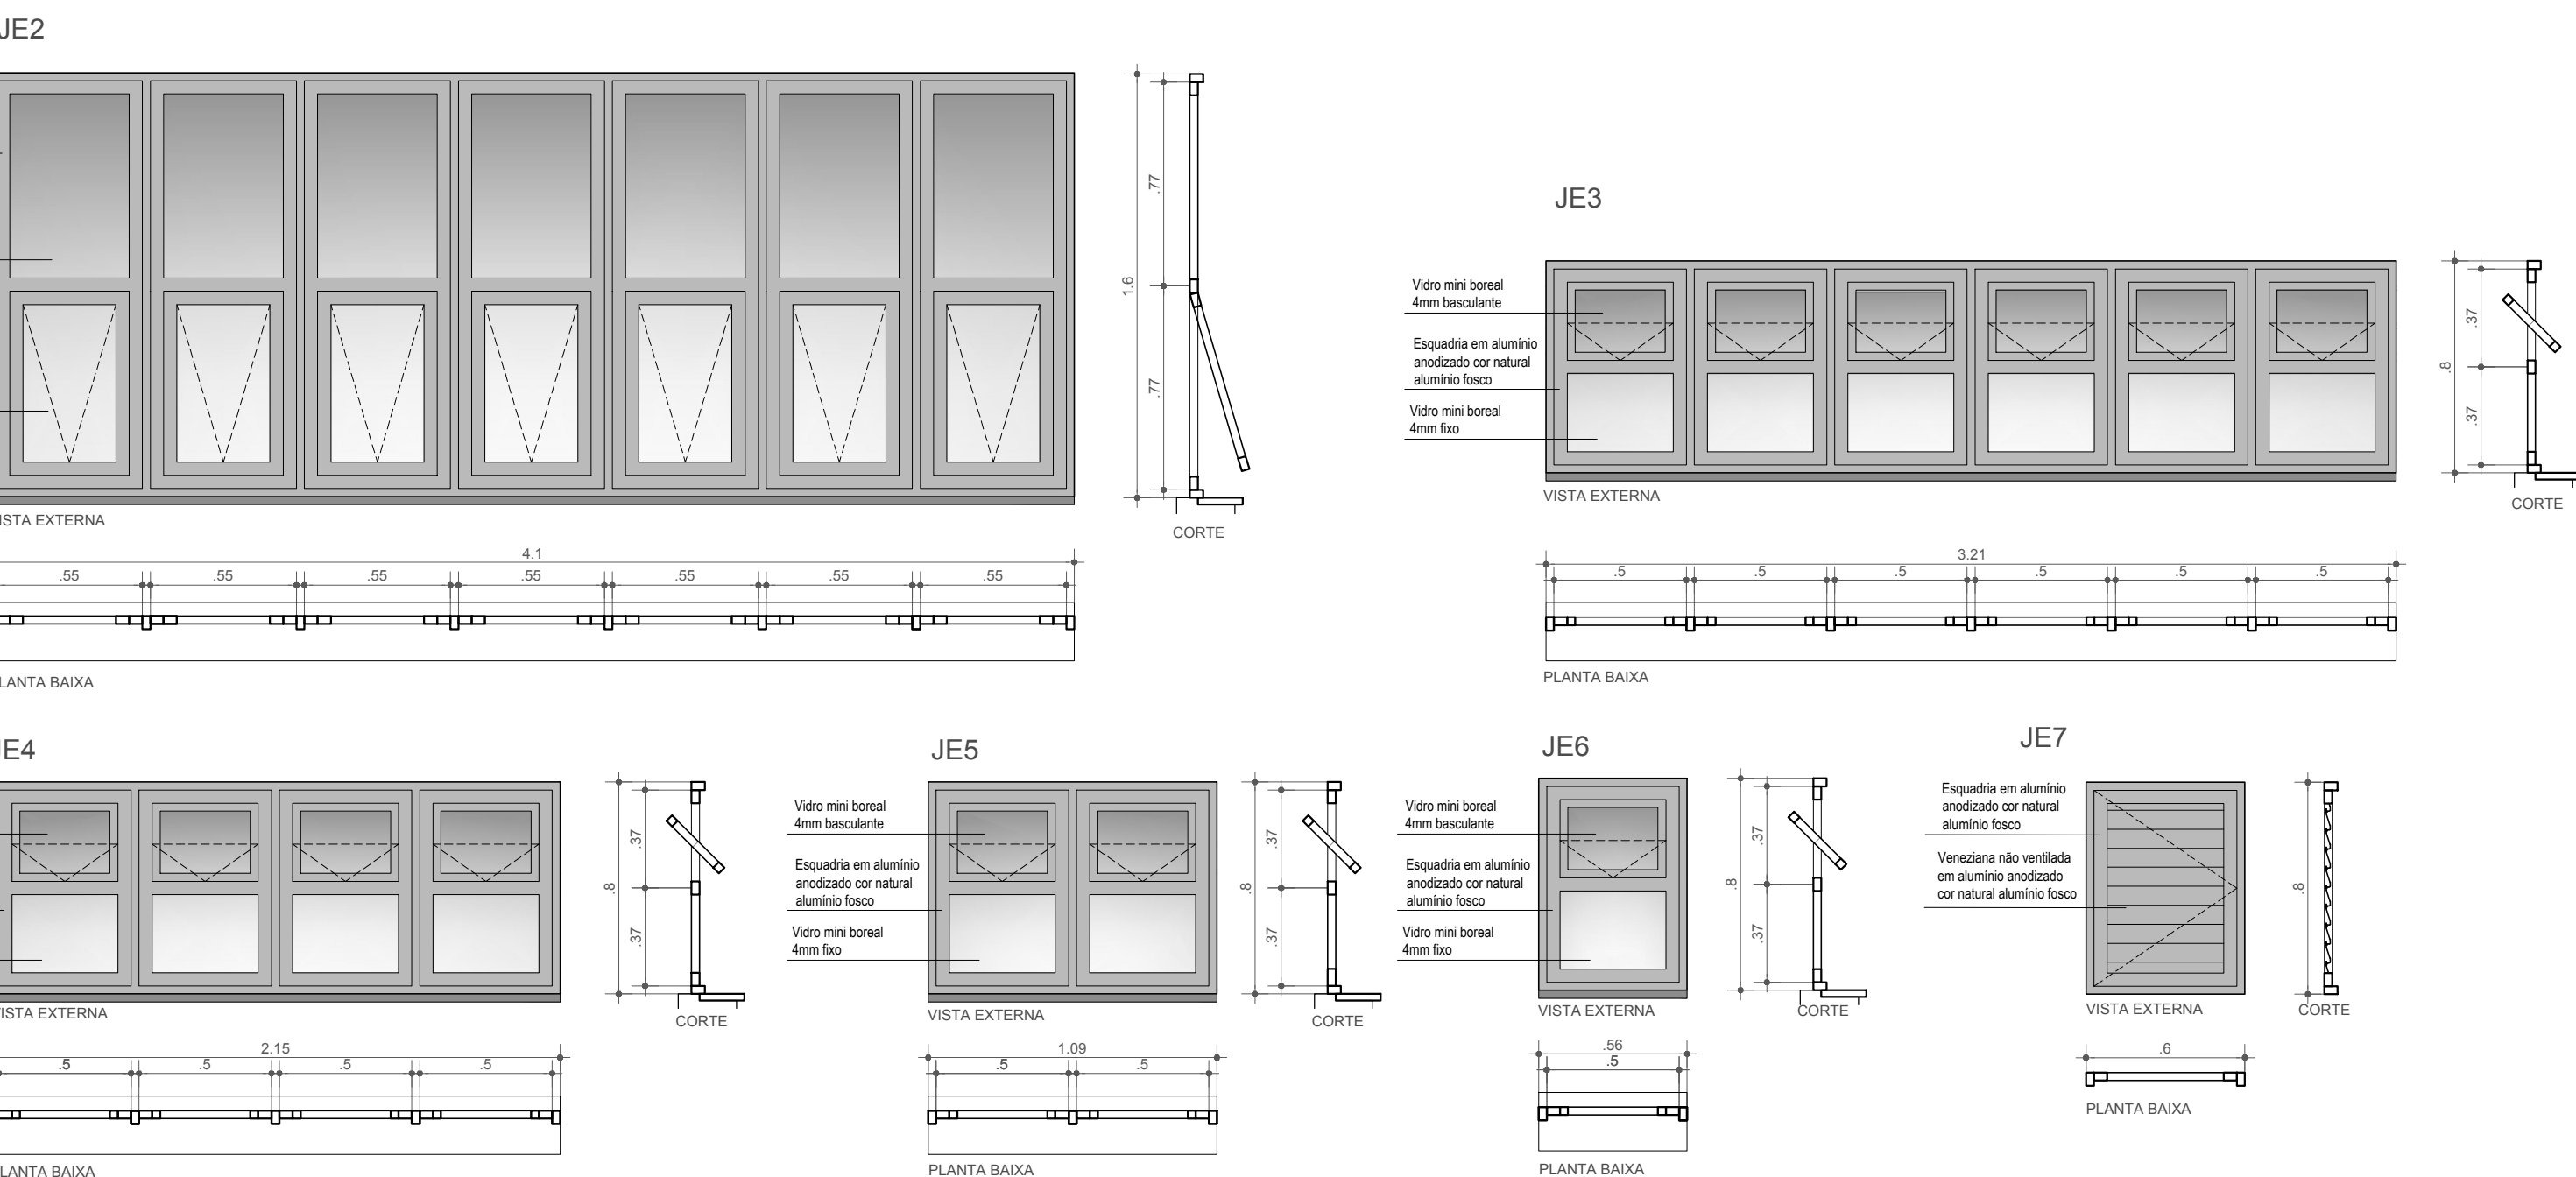 JE2
.77
1.6
.77
ISTA EXTERNA
CORTE
4.1
.55
.55
.55
.55
.55
.55
.55
LANTA BAIXA
JE3
Vidro mini boreal
4mm basculante
Esquadria em alumínio
anodizado cor natural
alumínio fosco
Vidro mini boreal
4mm fixo
.37
.8
.37
VISTA EXTERNA
CORTE
3.21
.5
.5
.5
.5
.5
.5
PLANTA BAIXA
JE4
.37
.8
.37
ISTA EXTERNA
CORTE
2.15
.5
.5
.5
.5
LANTA BAIXA
JE5
Vidro mini boreal
4mm basculante
Esquadria em alumínio
anodizado cor natural
alumínio fosco
Vidro mini boreal
4mm fixo
.37
.8
.37
VISTA EXTERNA
CORTE
1.09
.5
.5
PLANTA BAIXA
JE6
Vidro mini boreal
4mm basculante
Esquadria em alumínio
anodizado cor natural
alumínio fosco
Vidro mini boreal
4mm fixo
.37
.8
.37
VISTA EXTERNA
CORTE
.56
.5
PLANTA BAIXA
JE7
Esquadria em alumínio
anodizado cor natural
alumínio fosco
Veneziana não ventilada
em alumínio anodizado
cor natural alumínio fosco
.8
VISTA EXTERNA
CORTE
.6
PLANTA BAIXA